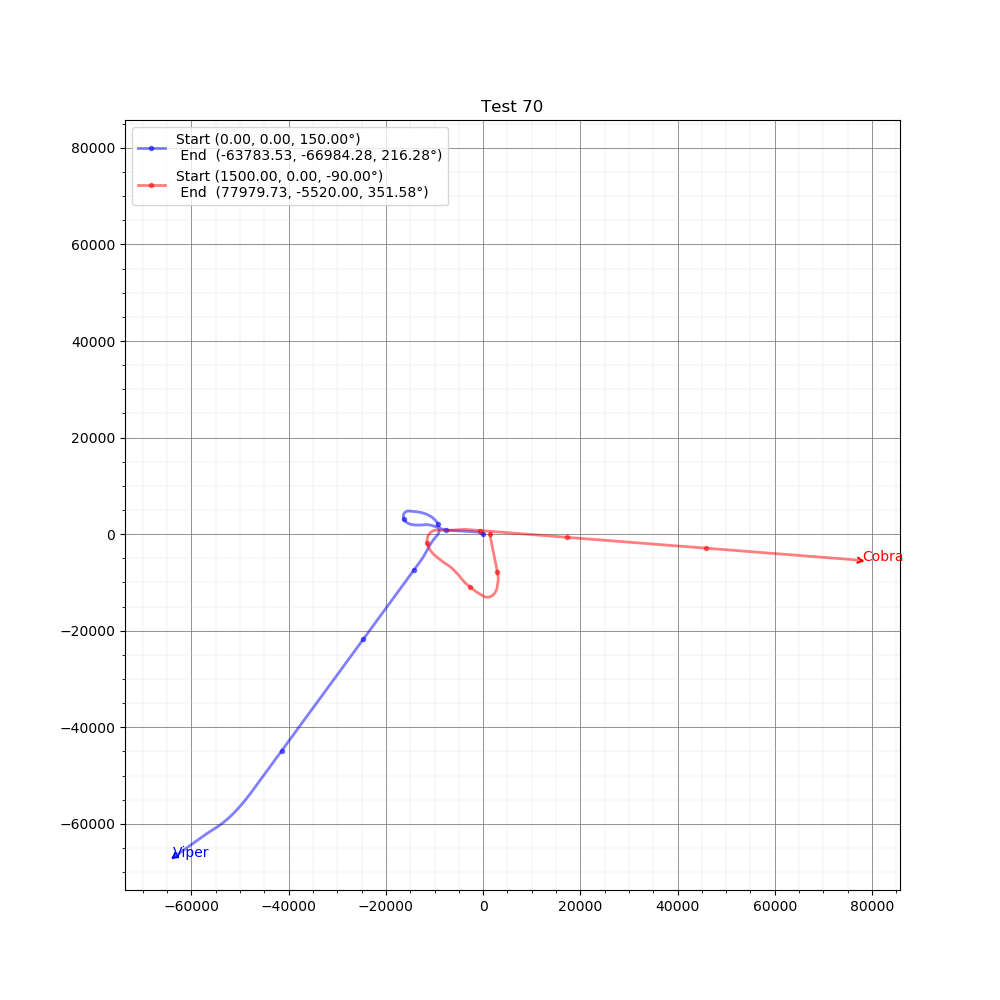 Test 70
Start (0.00, 0.00, 150.00°)
End  (-63783.53, -66984.28, 216.28°)
Start (1500.00, 0.00, -90.00°)
End  (77979.73, -5520.00, 351.58°)
80000
60000
40000
20000
0
−20000
−40000
−60000
Cobra
Viper
−60000 −40000 −20000 0 20000 40000 60000 80000